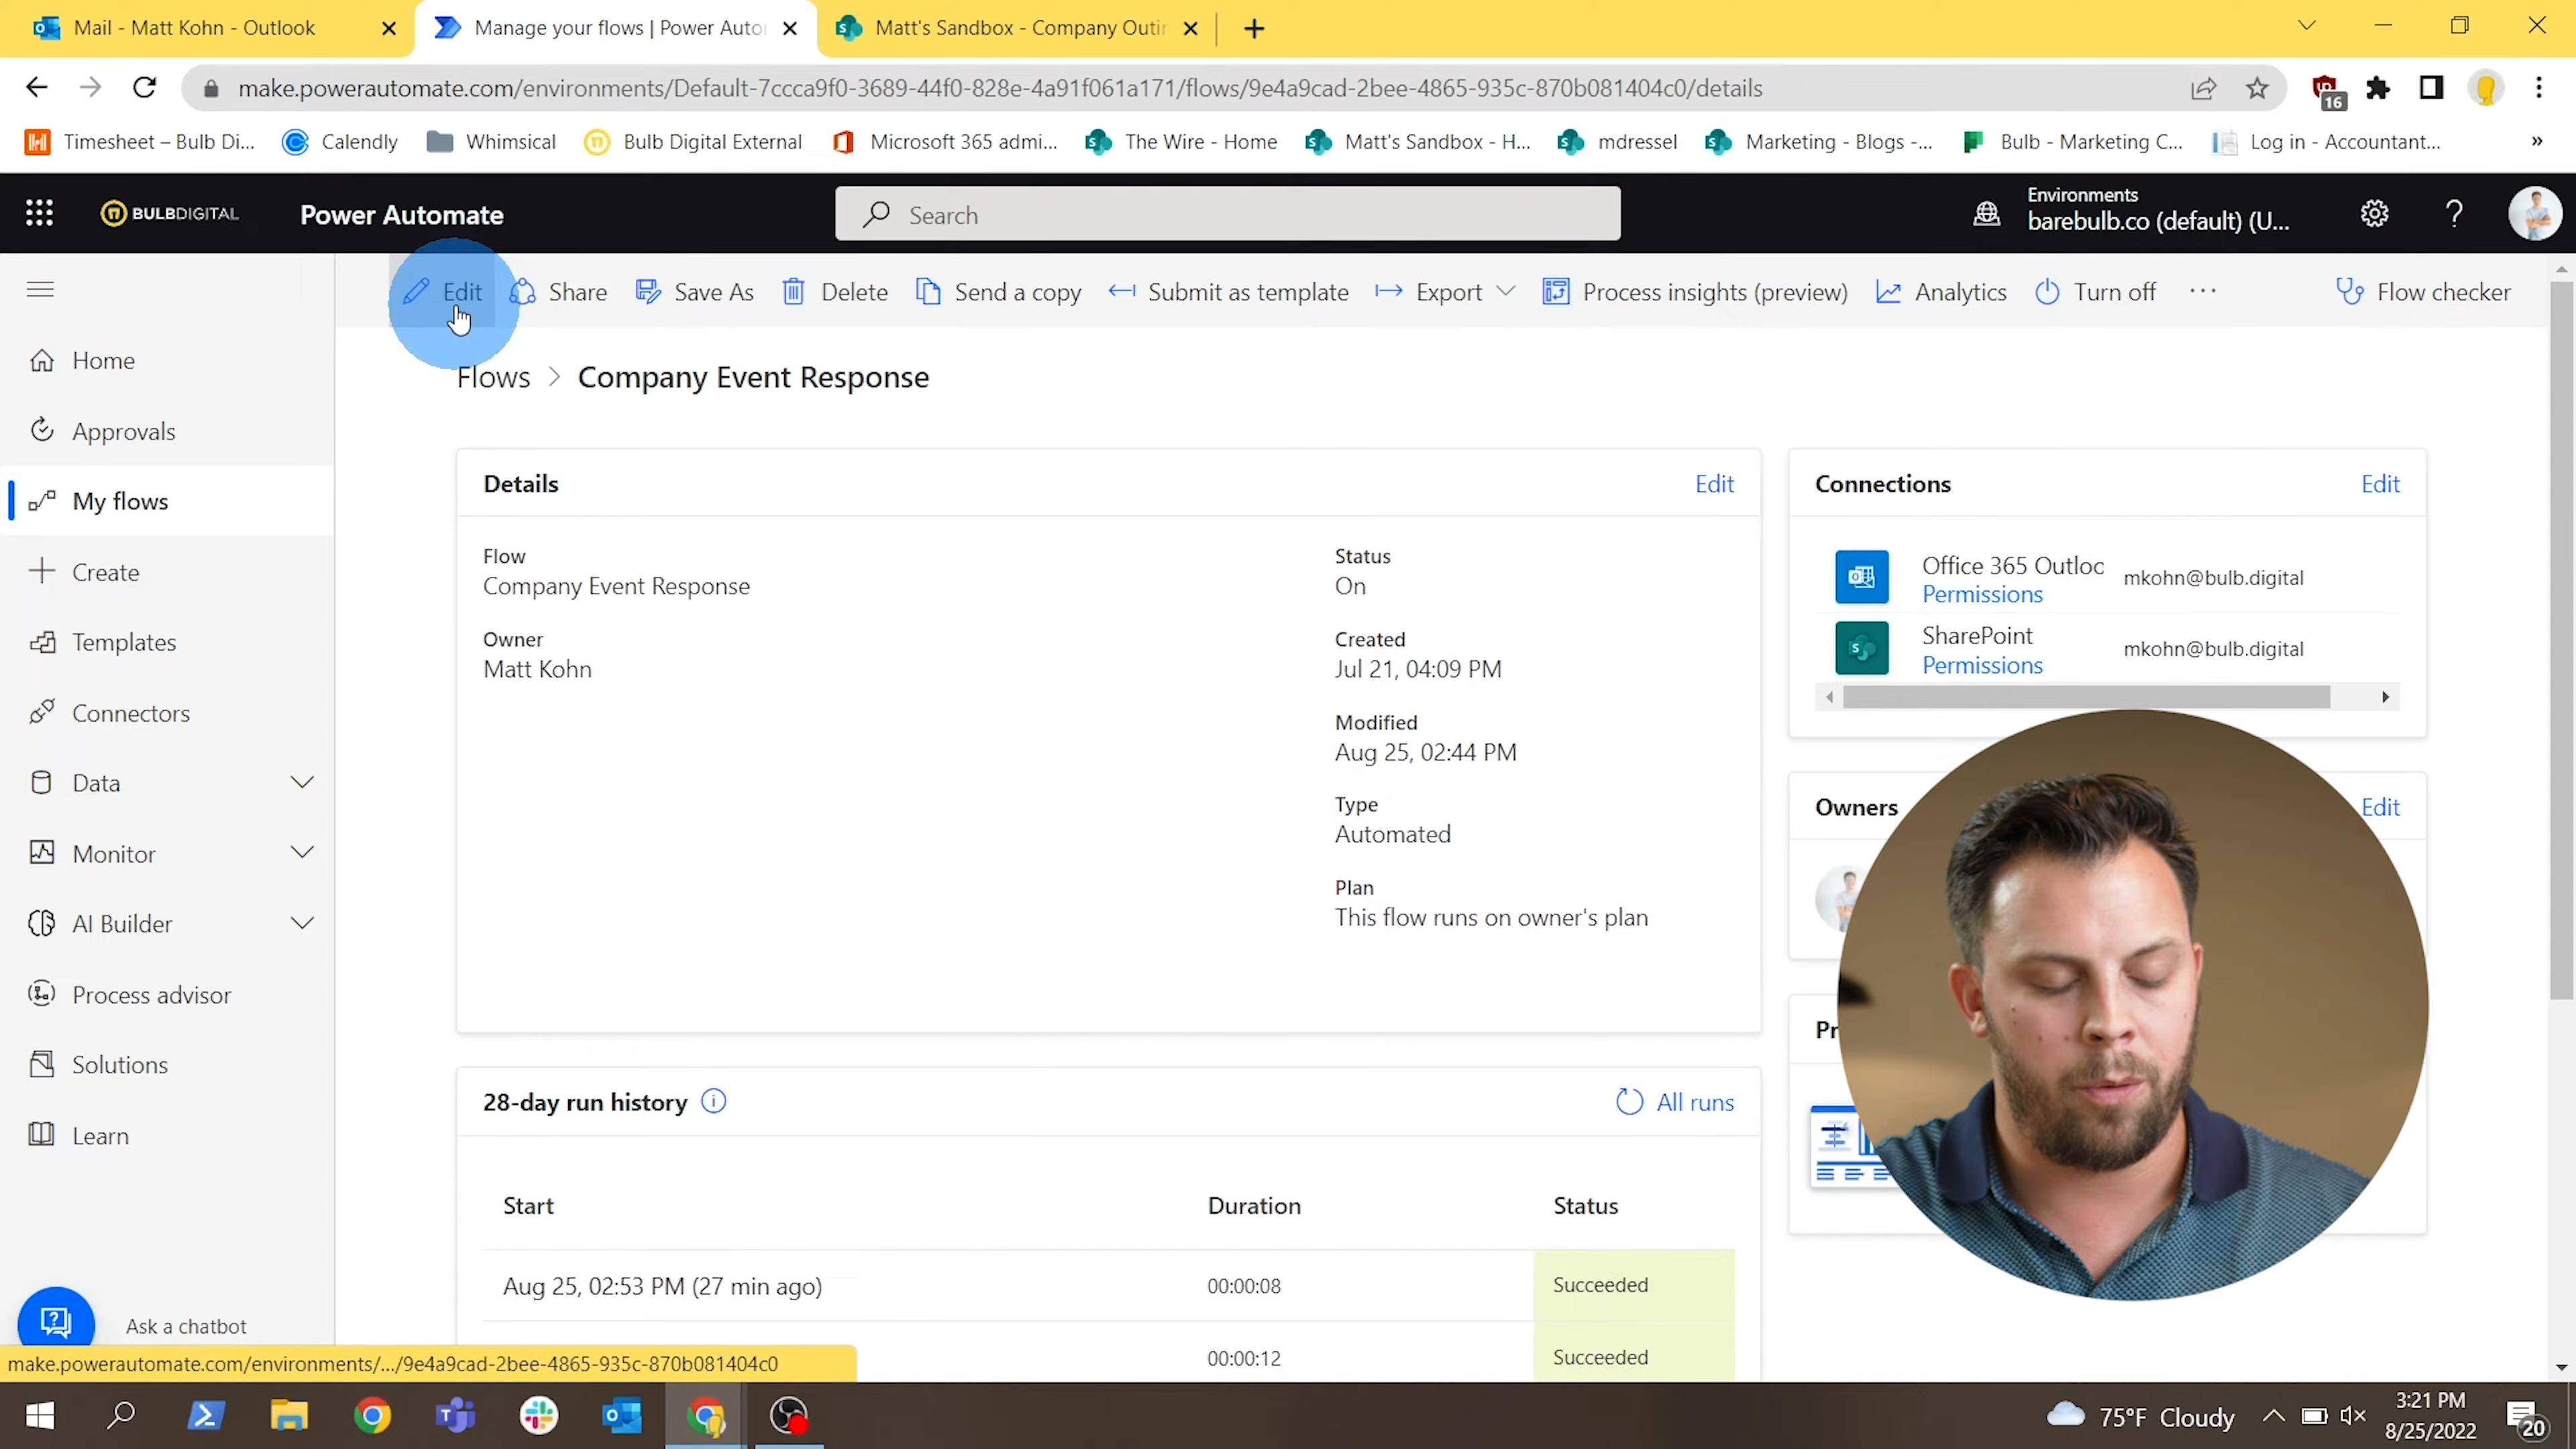 Mail - Matt Kohn - Outlook
Manage your flows | Power Auto
Matt's Sandbox - Company Outi
make.powerautomate.com/environments/Default-7ccca9f0-3689-44f0-828e-4a91f061a171/flows/9e4a9cad-2bee-4865-935c-870b081404c0/details
16
Timesheet – Bulb Di...
Calendly
Whimsical
Bulb Digital External
Microsoft 365 admi...
The Wire - Home
Matt's Sandbox - H...
mdressel
Marketing - Blogs -...
Bulb - Marketing C...
Log in - Accountant...
»
BULBDIGITAL
Power Automate
Search
Environments
barebulb.co (default) (U...
Edit
Share
Save As
Delete
Send a copy
Submit as template
Export
Process insights (preview)
Analytics
Turn off
...
Flow checker
Home
Approvals
My flows
Create
Templates
Connectors
Data
Monitor
AI Builder
Process advisor
Solutions
Learn
Ask a chatbot
Flows > Company Event Response
Details
Edit
Flow
Company Event Response
Owner
Matt Kohn
Status
On
Created
Jul 21, 04:09 PM
Modified
Aug 25, 02:44 PM
Type
Automated
Plan
This flow runs on owner's plan
Connections
Edit
Office 365 Outloc
Permissions
mkohn@bulb.digital
SharePoint
Permissions
mkohn@bulb.digital
Owners
Edit
28-day run history
All runs
Start
Duration
Status
Aug 25, 02:53 PM (27 min ago)
00:00:08
Succeeded
00:00:12
Succeeded
make.powerautomate.com/environments/.../9e4a9cad-2bee-4865-935c-870b081404c0
75°F Cloudy
3:21 PM
8/25/2022
20